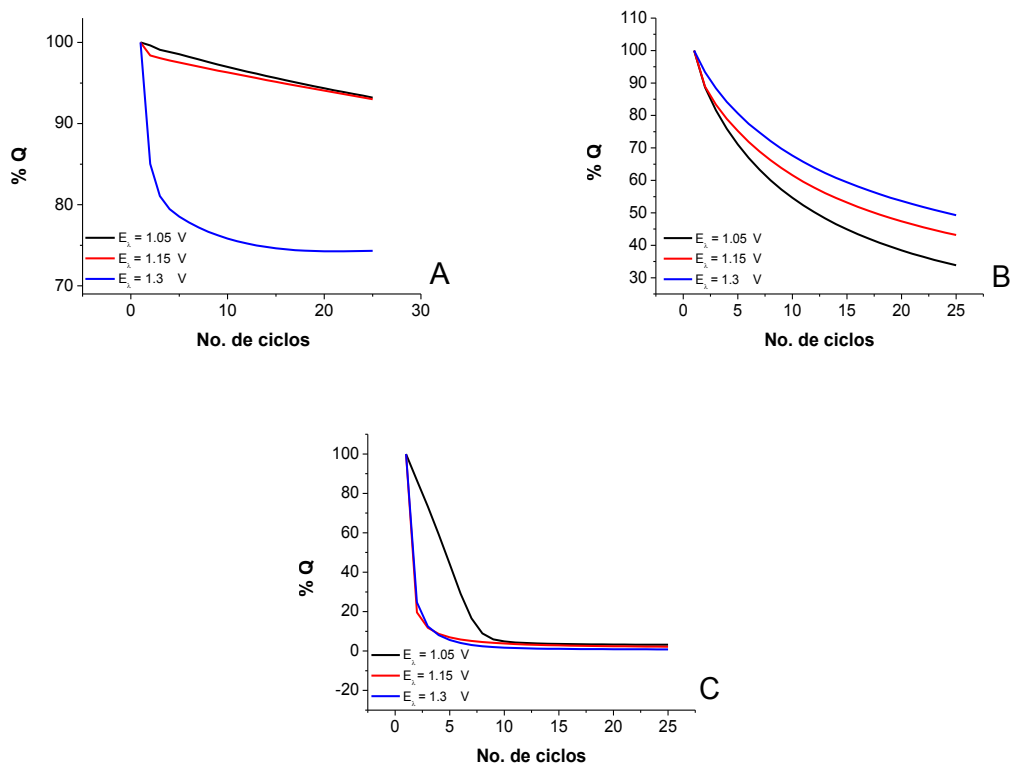 100
90
80
70
% Q
E_λ = 1.05 V
E_λ = 1.15 V
E_λ = 1.3 V
0 10 20 30
No. de ciclos
A
110
100
90
80
70
60
50
40
30
% Q
E_λ = 1.05 V
E_λ = 1.15 V
E_λ = 1.3 V
0 5 10 15 20 25
No. de ciclos
B
100
80
60
40
20
0
-20
% Q
E_λ = 1.05 V
E_λ = 1.15 V
E_λ = 1.3 V
0 5 10 15 20 25
No. de ciclos
C